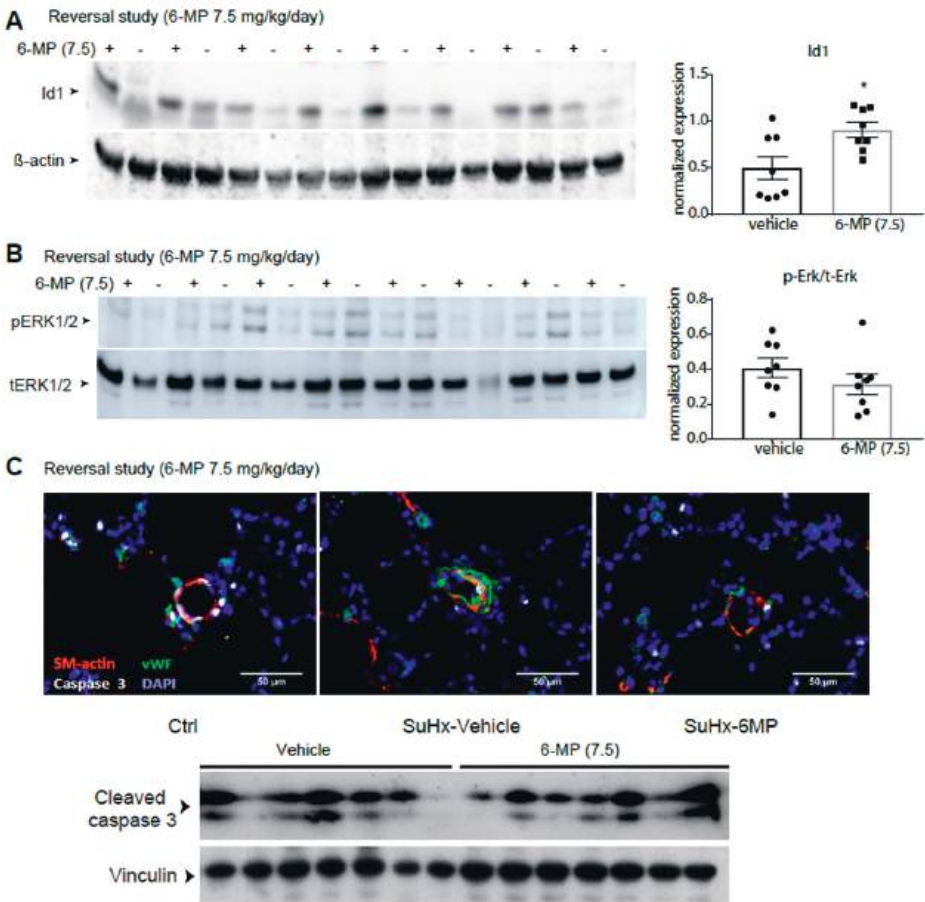 A Reversal study (6-MP 7.5 mg/kg/day)
6-MP (7.5) + - + - + - + - + - + - + - + -
Id1
ß-actin
Id1
normalized expression
1.5
1.0
0.5
0.0
*
vehicle 6-MP (7.5)
B Reversal study (6-MP 7.5 mg/kg/day)
6-MP (7.5) + - + - + - + - + - + - + - + -
pERK1/2
tERK1/2
p-Erk/t-Erk
normalized expression
0.8
0.6
0.4
0.2
0.0
vehicle 6-MP (7.5)
C Reversal study (6-MP 7.5 mg/kg/day)
SM-actin vWF
Caspase 3 DAPI
50 µm
50 µm
50 µm
Ctrl SuHx-Vehicle SuHx-6MP
Vehicle 6-MP (7.5)
Cleaved
caspase 3
Vinculin